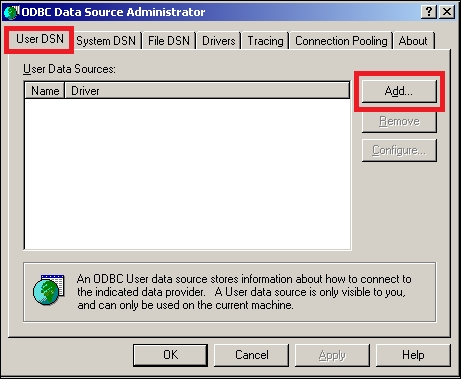 ODBC Data Source Administrator
User DSN System DSN File DSN Drivers Tracing Connection Pooling About
User Data Sources:
Name Driver
Add...
Remove
Configure...
An ODBC User data source stores information about how to connect to
the indicated data provider. A User data source is only visible to you,
and can only be used on the current machine.
OK Cancel Apply Help